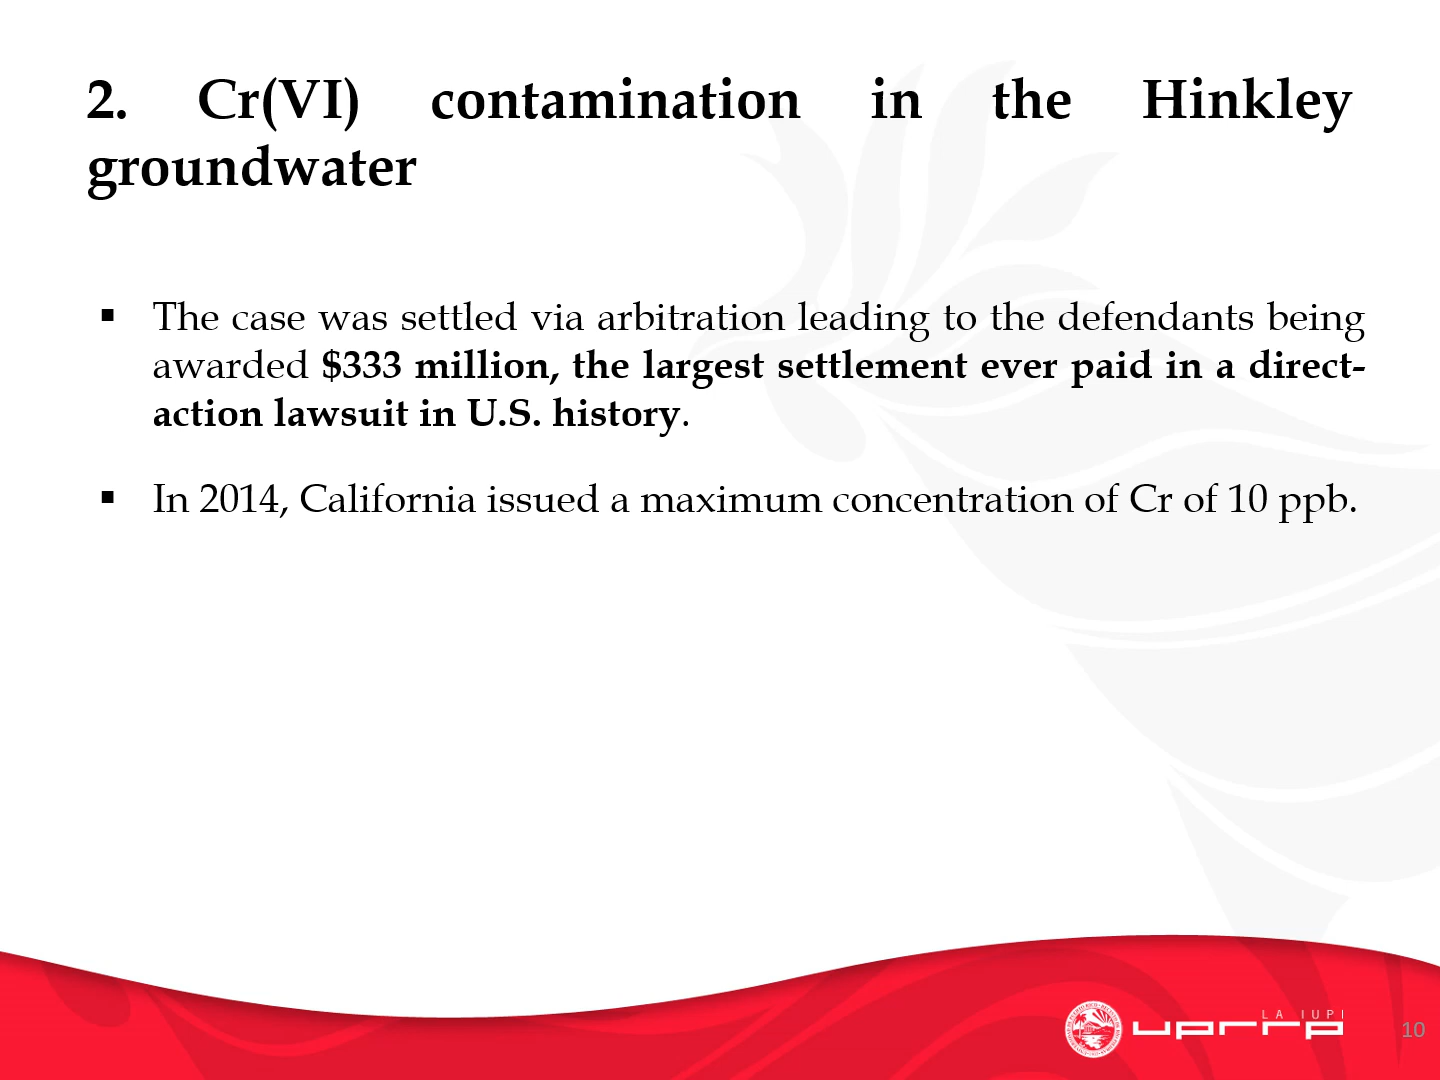 2. Cr(VI) contamination in the Hinkley
groundwater
▪ The case was settled via arbitration leading to the defendants being
awarded $333 million, the largest settlement ever paid in a direct-
action lawsuit in U.S. history.
▪ In 2014, California issued a maximum concentration of Cr of 10 ppb.
LA IUPI
uprrp
10